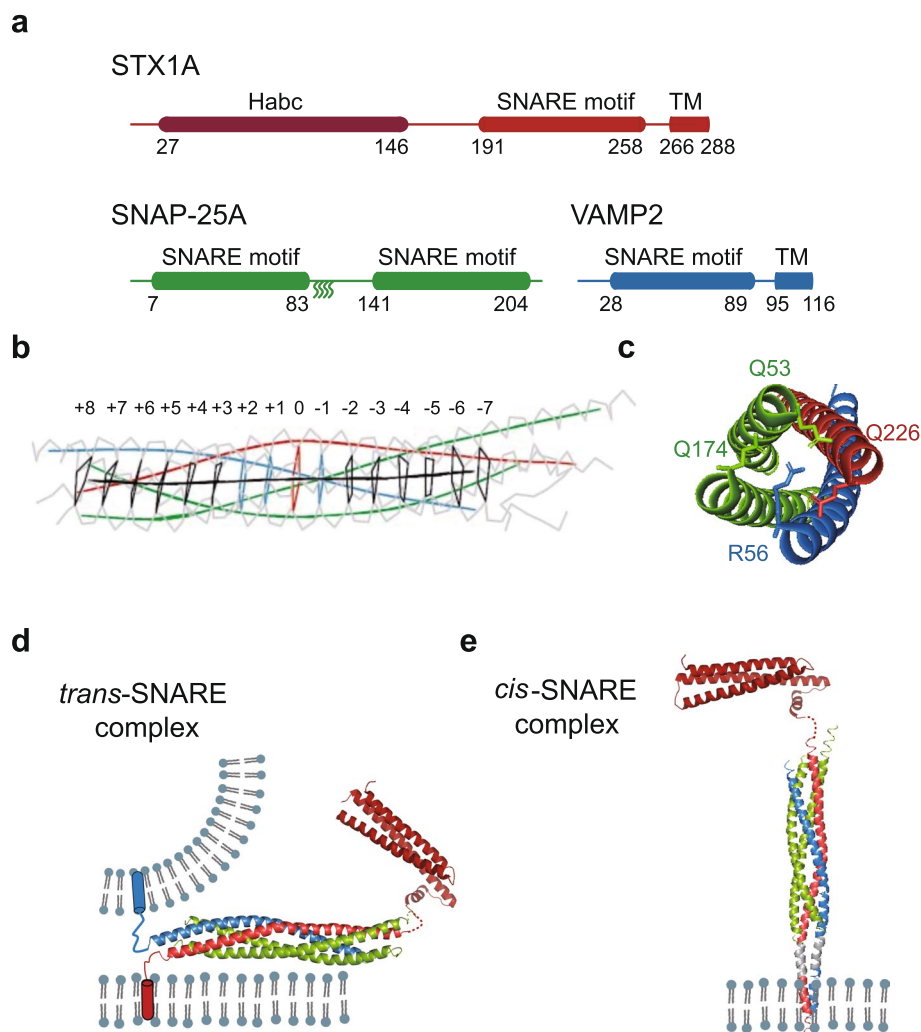 a
STX1A
Habc SNARE motif TM
27 146 191 258 266 288
SNAP-25A VAMP2
SNARE motif SNARE motif SNARE motif TM
7 83 141 204 28 89 95 116
b c
+8 +7 +6 +5 +4 +3 +2 +1 0 -1 -2 -3 -4 -5 -6 -7
Q53
Q226
Q174
R56
d e
trans-SNARE
complex
cis-SNARE
complex